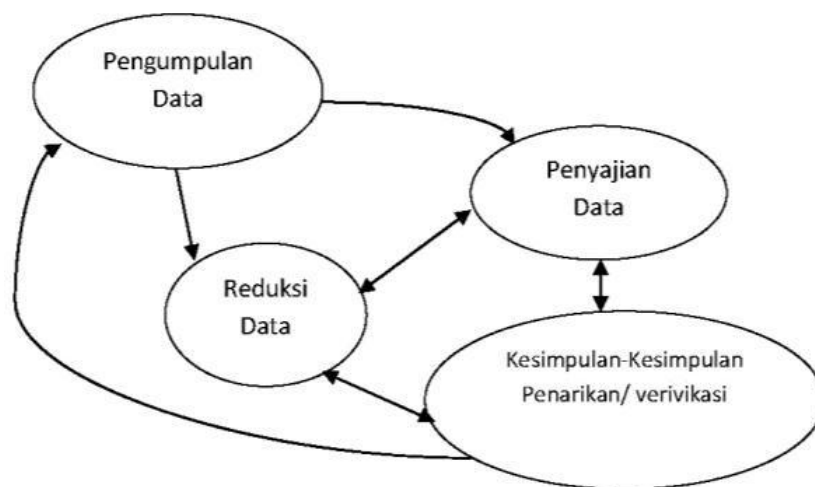 Pengumpulan
Data
Penyajian
Data
Reduksi
Data
Kesimpulan-Kesimpulan
Penarikan/ verivikasi